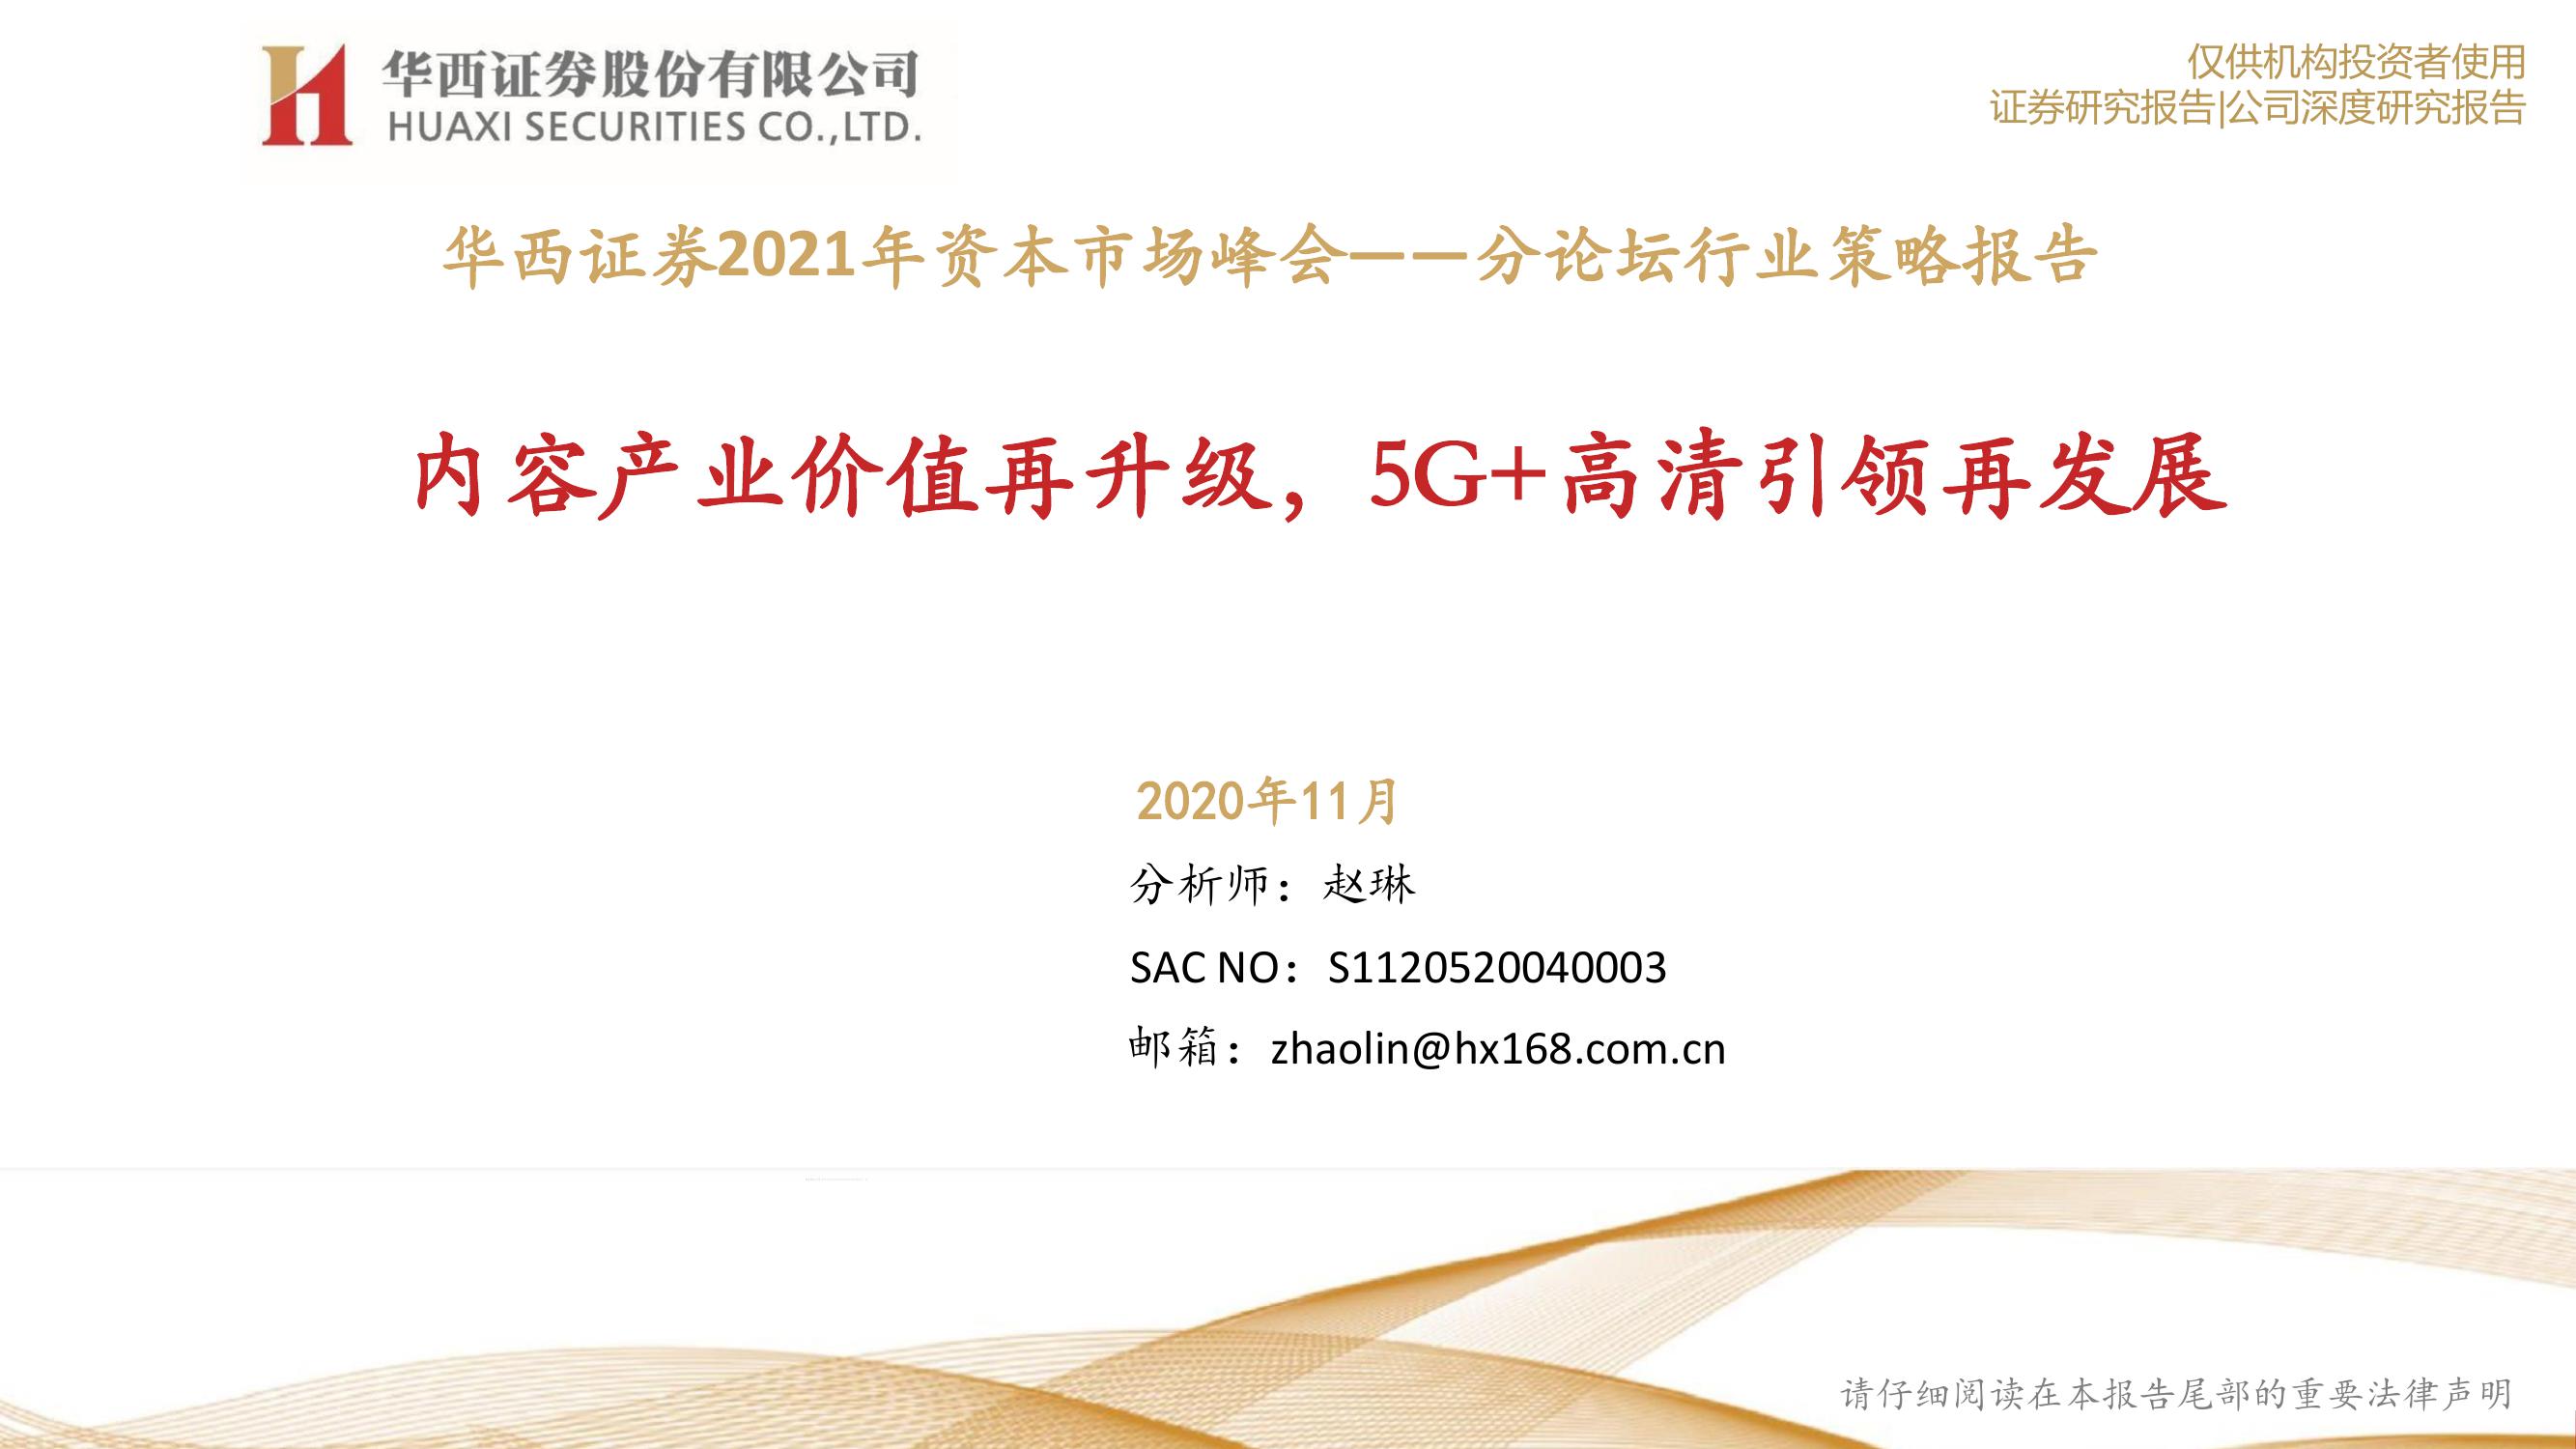 华西证券股份有限公司
HUAXI SECURITIES CO.,LTD.
仅供机构投资者使用
证券研究报告|公司深度研究报告
华西证券2021年资本市场峰会——分论坛行业策略报告
内容产业价值再升级，5G+高清引领再发展
2020年11月
分析师：赵琳
SAC NO：S1120520040003
邮箱：zhaolin@hx168.com.cn
请仔细阅读在本报告尾部的重要法律声明